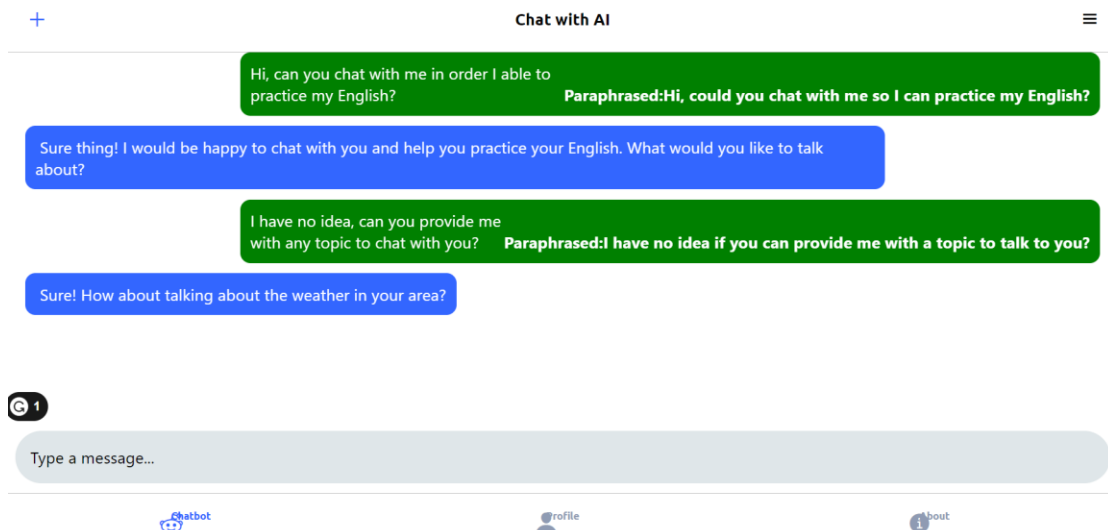 +
Chat with AI
Hi, can you chat with me in order I able to
practice my English?
Paraphrased:Hi, could you chat with me so I can practice my English?
Sure thing! I would be happy to chat with you and help you practice your English. What would you like to talk
about?
I have no idea, can you provide me
with any topic to chat with you?
Paraphrased:I have no idea if you can provide me with a topic to talk to you?
Sure! How about talking about the weather in your area?
G 1
Type a message...
Chatbot
Profile
About